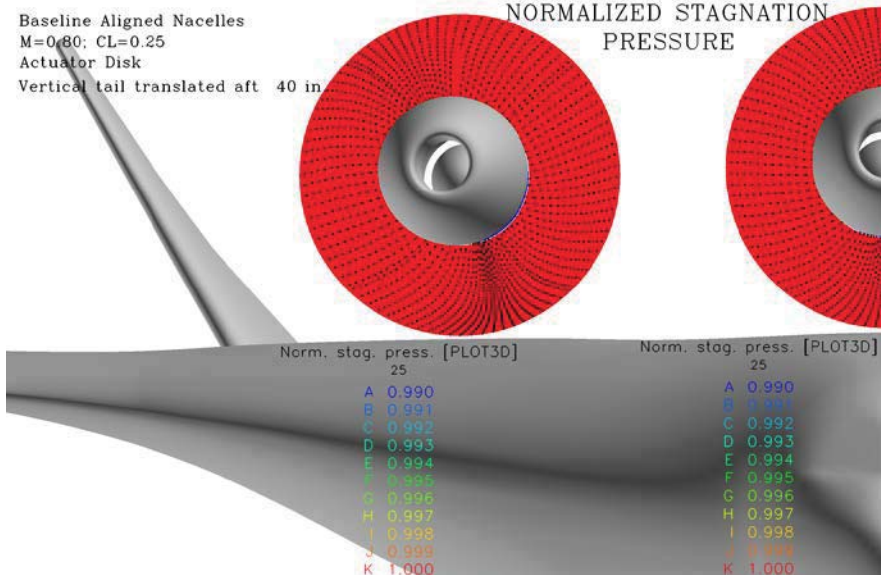 Baseline Aligned Nacelles
M=0.80; CL=0.25
Actuator Disk
Vertical tail translated aft 40 in.
NORMALIZED STAGNATION
PRESSURE
Norm. stag. press. [PLOT3D]
25
A 0.990
B 0.991
C 0.992
D 0.993
E 0.994
F 0.995
G 0.996
H 0.997
I 0.998
J 0.999
K 1.000
Norm. stag. press. [PLOT3D]
25
A 0.990
B 0.991
C 0.992
D 0.993
E 0.994
F 0.995
G 0.996
H 0.997
I 0.998
J 0.999
K 1.000